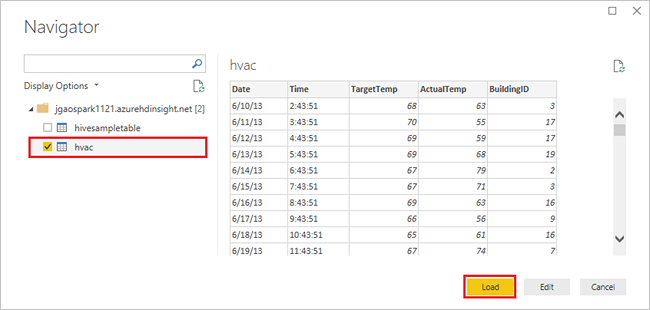 Navigator
Display Options
jgaospark1121.azurehdinsight.net [2]
hivesampletable
hvac
hvac
Date Time TargetTemp ActualTemp BuildingID
6/10/13 2:43:51 68 63 3
6/11/13 3:43:51 70 55 17
6/12/13 4:43:51 69 59 17
6/13/13 5:43:51 69 68 19
6/14/13 6:43:51 67 79 2
6/15/13 7:43:51 67 71 3
6/16/13 8:43:51 69 63 16
6/17/13 9:43:51 66 56 9
6/18/13 10:43:51 65 61 16
6/19/13 11:43:51 67 74 7
Load Edit Cancel